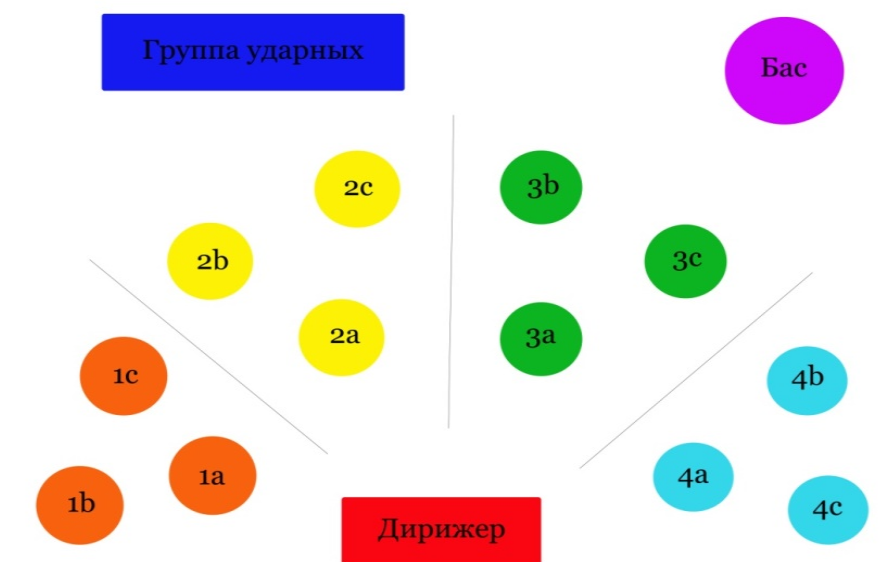 Группа ударных
Бас
2c
3b
2b
3c
2a
3a
1c
4b
1a
4a
1b
4c
Дирижер